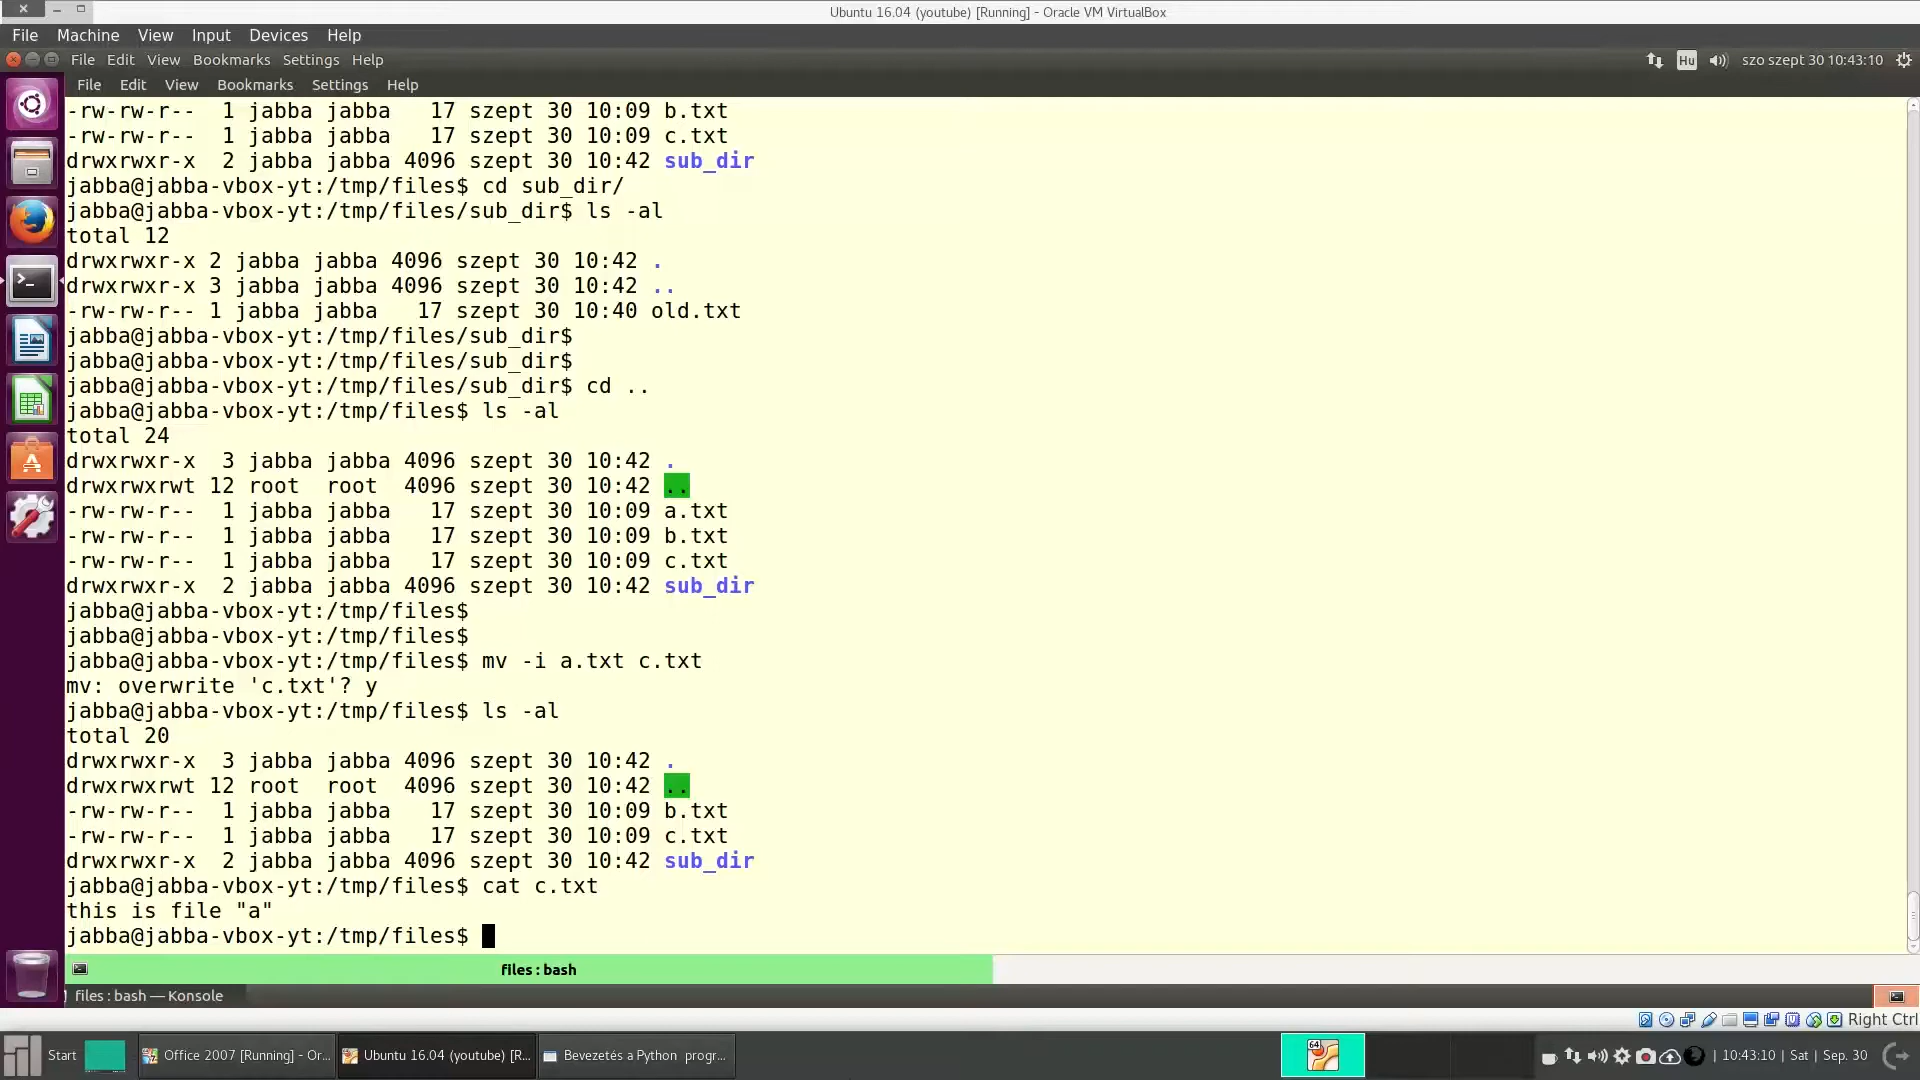 Ubuntu 16.04 (youtube) [Running] - Oracle VM VirtualBox
File Machine View Input Devices Help
File Edit View Bookmarks Settings Help
Hu szo szept 30 10:43:10
File Edit View Bookmarks Settings Help
-rw-rw-r--  1 jabba jabba   17 szept 30 10:09 b.txt
-rw-rw-r--  1 jabba jabba   17 szept 30 10:09 c.txt
drwxrwxr-x  2 jabba jabba 4096 szept 30 10:42 sub_dir
jabba@jabba-vbox-yt:/tmp/files$ cd sub_dir/
jabba@jabba-vbox-yt:/tmp/files/sub_dir$ ls -al
total 12
drwxrwxr-x 2 jabba jabba 4096 szept 30 10:42 .
drwxrwxr-x 3 jabba jabba 4096 szept 30 10:42 ..
-rw-rw-r-- 1 jabba jabba   17 szept 30 10:40 old.txt
jabba@jabba-vbox-yt:/tmp/files/sub_dir$
jabba@jabba-vbox-yt:/tmp/files/sub_dir$
jabba@jabba-vbox-yt:/tmp/files/sub_dir$ cd ..
jabba@jabba-vbox-yt:/tmp/files$ ls -al
total 24
drwxrwxr-x  3 jabba jabba 4096 szept 30 10:42 .
drwxrwxrwt 12 root  root  4096 szept 30 10:42 ..
-rw-rw-r--  1 jabba jabba   17 szept 30 10:09 a.txt
-rw-rw-r--  1 jabba jabba   17 szept 30 10:09 b.txt
-rw-rw-r--  1 jabba jabba   17 szept 30 10:09 c.txt
drwxrwxr-x  2 jabba jabba 4096 szept 30 10:42 sub_dir
jabba@jabba-vbox-yt:/tmp/files$
jabba@jabba-vbox-yt:/tmp/files$
jabba@jabba-vbox-yt:/tmp/files$ mv -i a.txt c.txt
mv: overwrite 'c.txt'? y
jabba@jabba-vbox-yt:/tmp/files$ ls -al
total 20
drwxrwxr-x  3 jabba jabba 4096 szept 30 10:42 .
drwxrwxrwt 12 root  root  4096 szept 30 10:42 ..
-rw-rw-r--  1 jabba jabba   17 szept 30 10:09 b.txt
-rw-rw-r--  1 jabba jabba   17 szept 30 10:09 c.txt
drwxrwxr-x  2 jabba jabba 4096 szept 30 10:42 sub_dir
jabba@jabba-vbox-yt:/tmp/files$ cat c.txt
this is file "a"
jabba@jabba-vbox-yt:/tmp/files$
files : bash
files : bash — Konsole
Right Ctrl
Start Office 2007 [Running] - Or... Ubuntu 16.04 (youtube) [R... Bevezetés a Python progr... 64 | 10:43:10 | Sat | Sep. 30